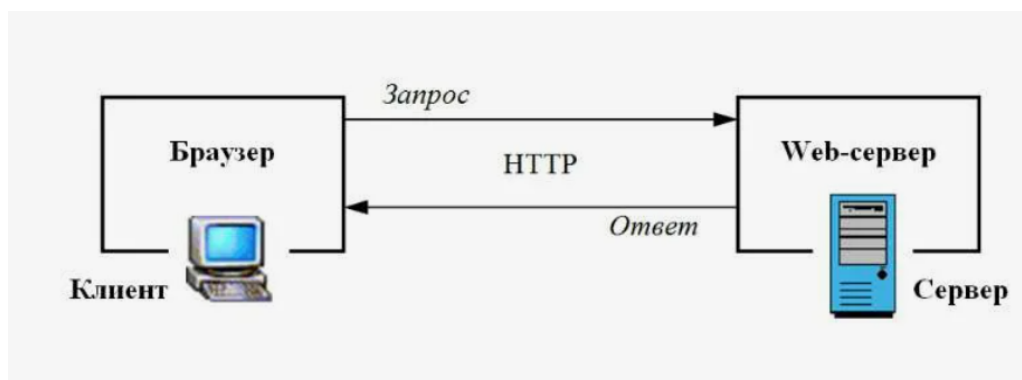 Запрос
Браузер
HTTP
Web-сервер
Ответ
Клиент
Сервер